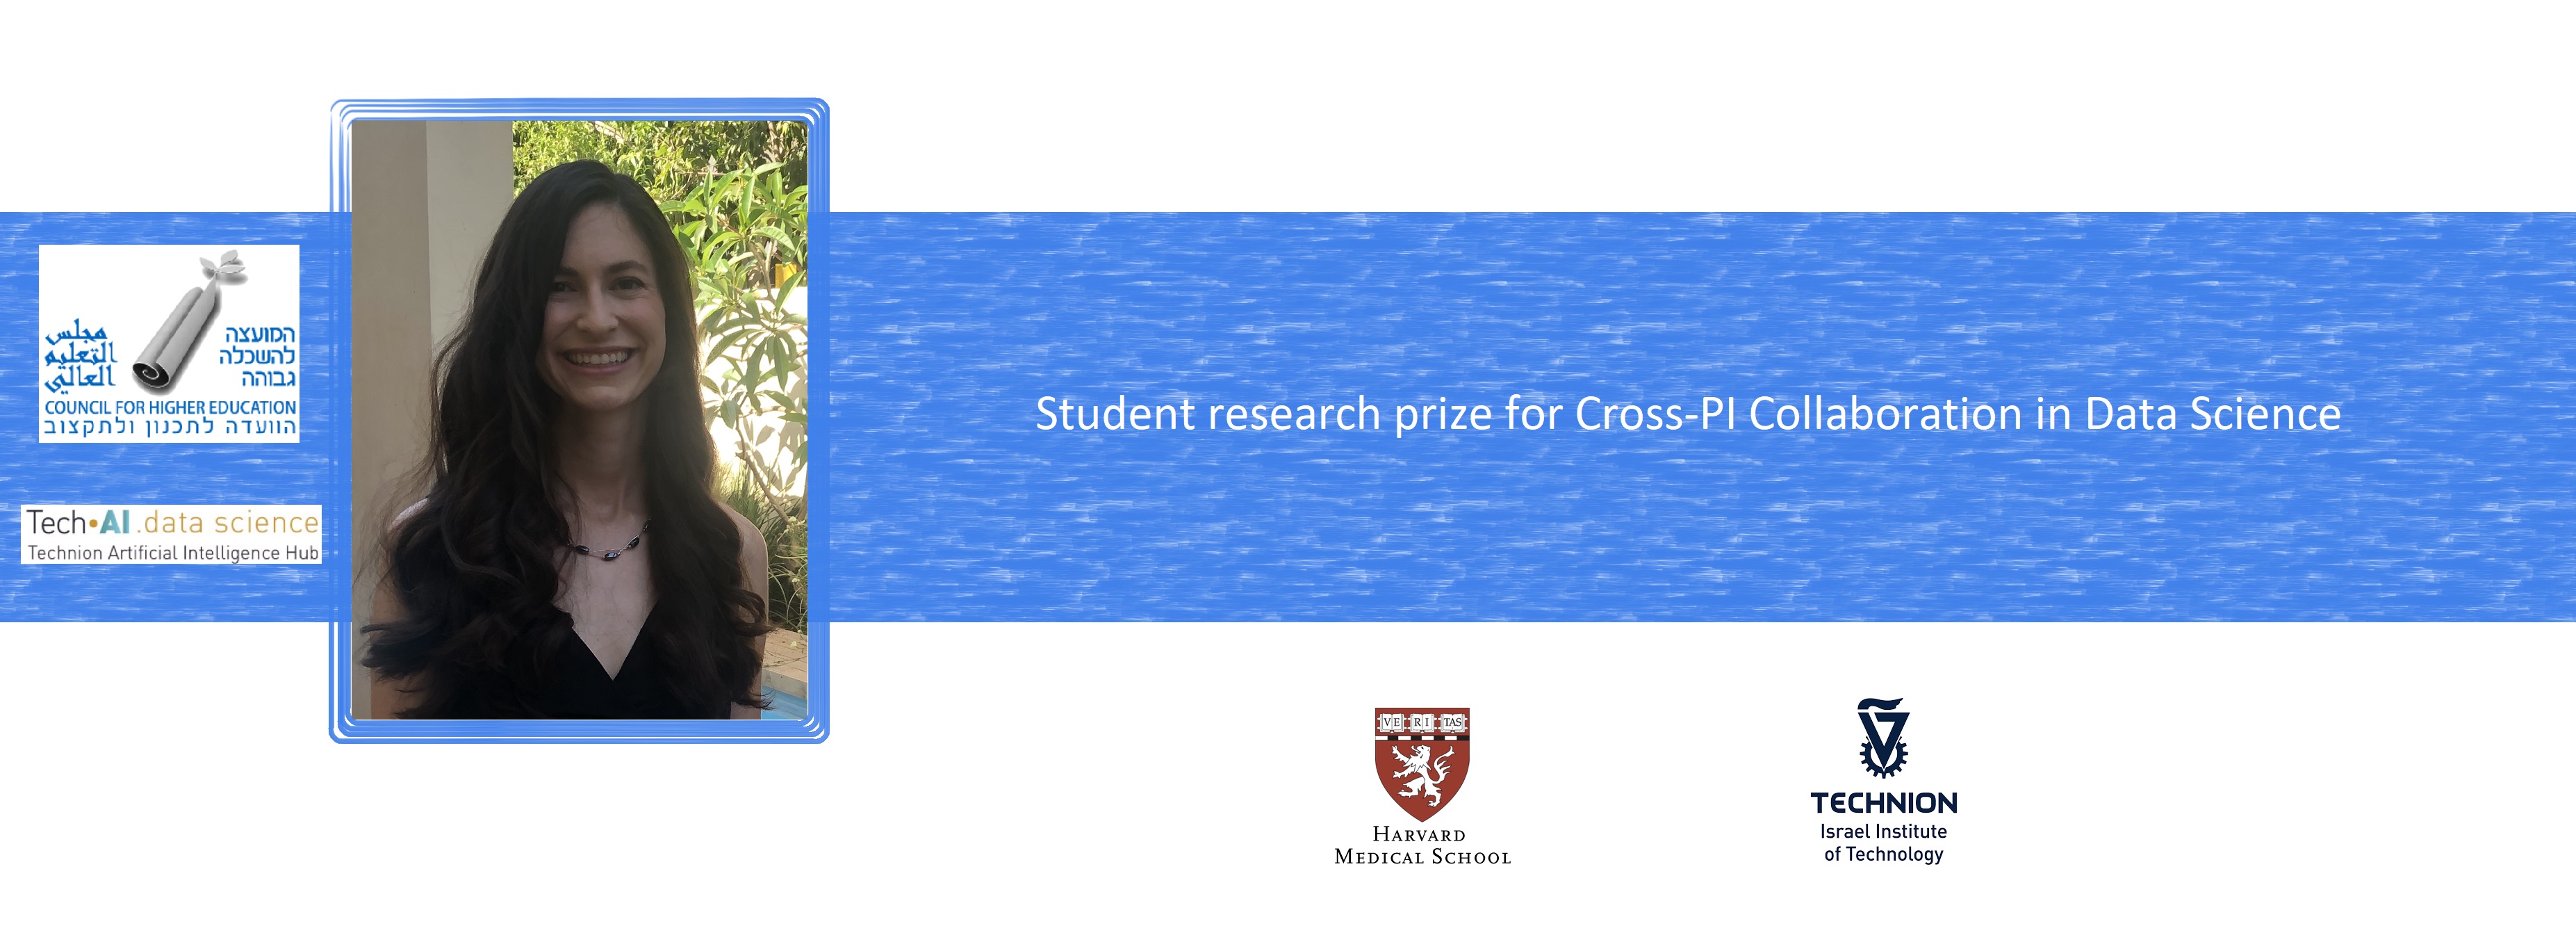 مجلس
التعليم
العالي
המועצה
להשכלה
גבוהה
COUNCIL FOR HIGHER EDUCATION
הוועדה לתכנון ולתקצוב
Tech•AI.data science
Technion Artificial Intelligence Hub
Student research prize for Cross-PI Collaboration in Data Science
VE RI TAS
HARVARD
MEDICAL SCHOOL
TECHNION
Israel Institute
of Technology